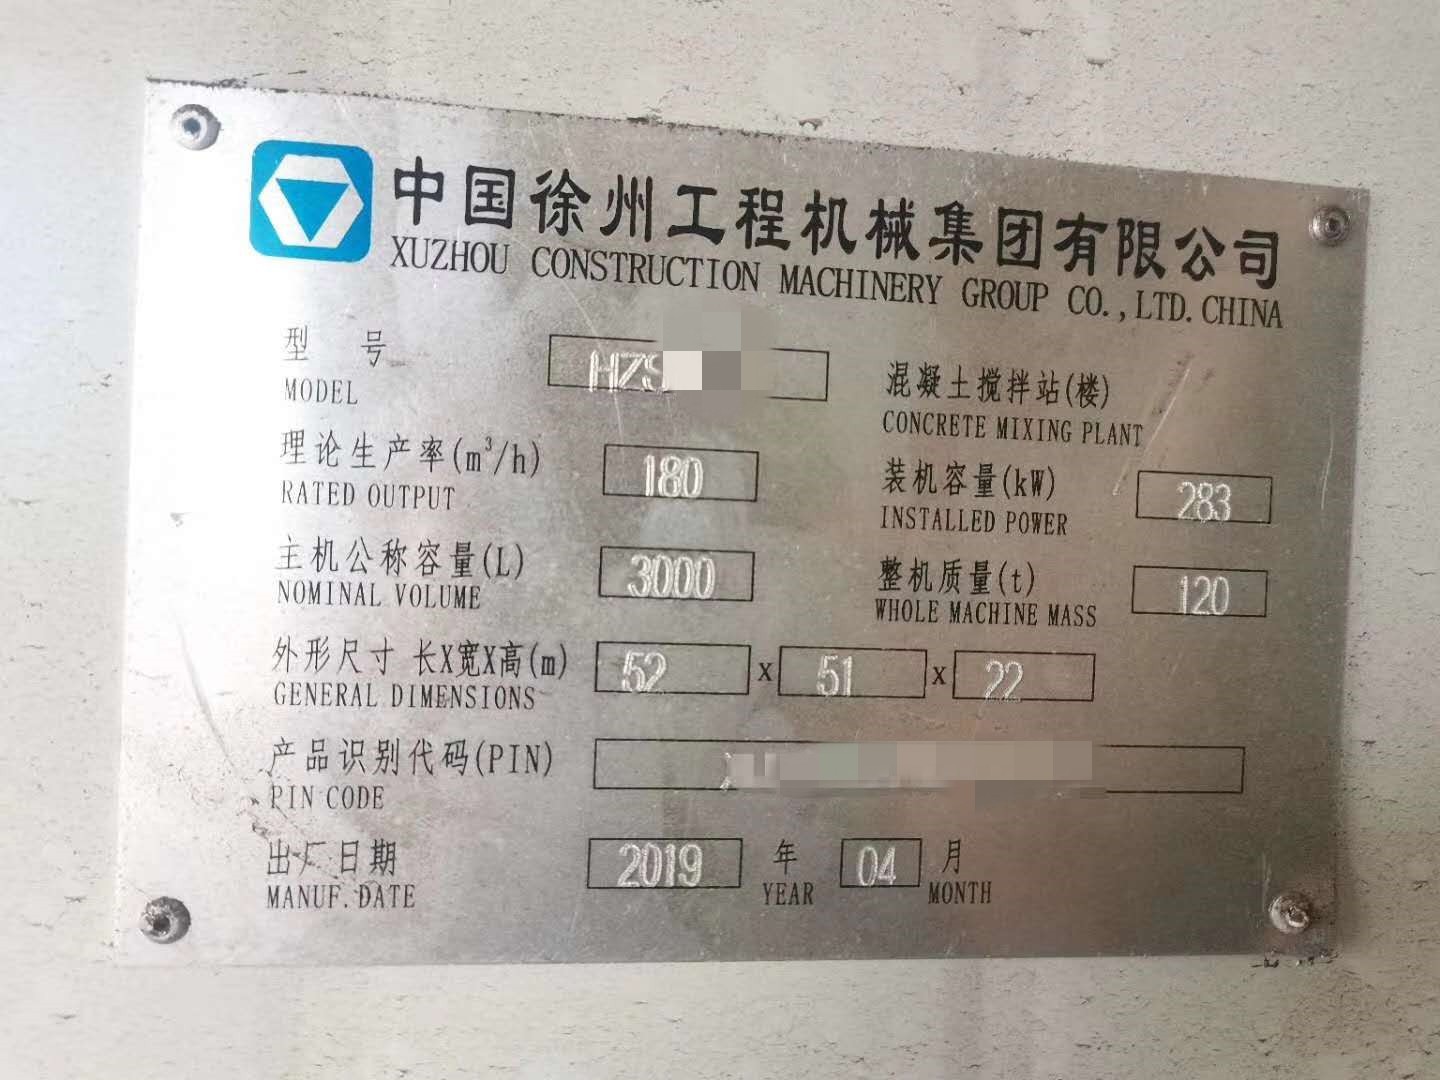 中国徐州工程机械集团有限公司
XUZHOU CONSTRUCTION MACHINERY GROUP CO.,LTD.CHINA
型 号 HZS 混凝土搅拌站(楼)
MODEL CONCRETE MIXING PLANT
理论生产率(m³/h) 180 装机容量(kW) 283
RATED OUTPUT INSTALLED POWER
主机公称容量(L) 3000 整机质量(t) 120
NOMINAL VOLUME WHOLE MACHINE MASS
外形尺寸 长X宽X高(m) 52 x 51 x 22
GENERAL DIMENSIONS
产品识别代码(PIN)
PIN CODE
出厂日期 2019 年 04 月
MANUF. DATE YEAR MONTH